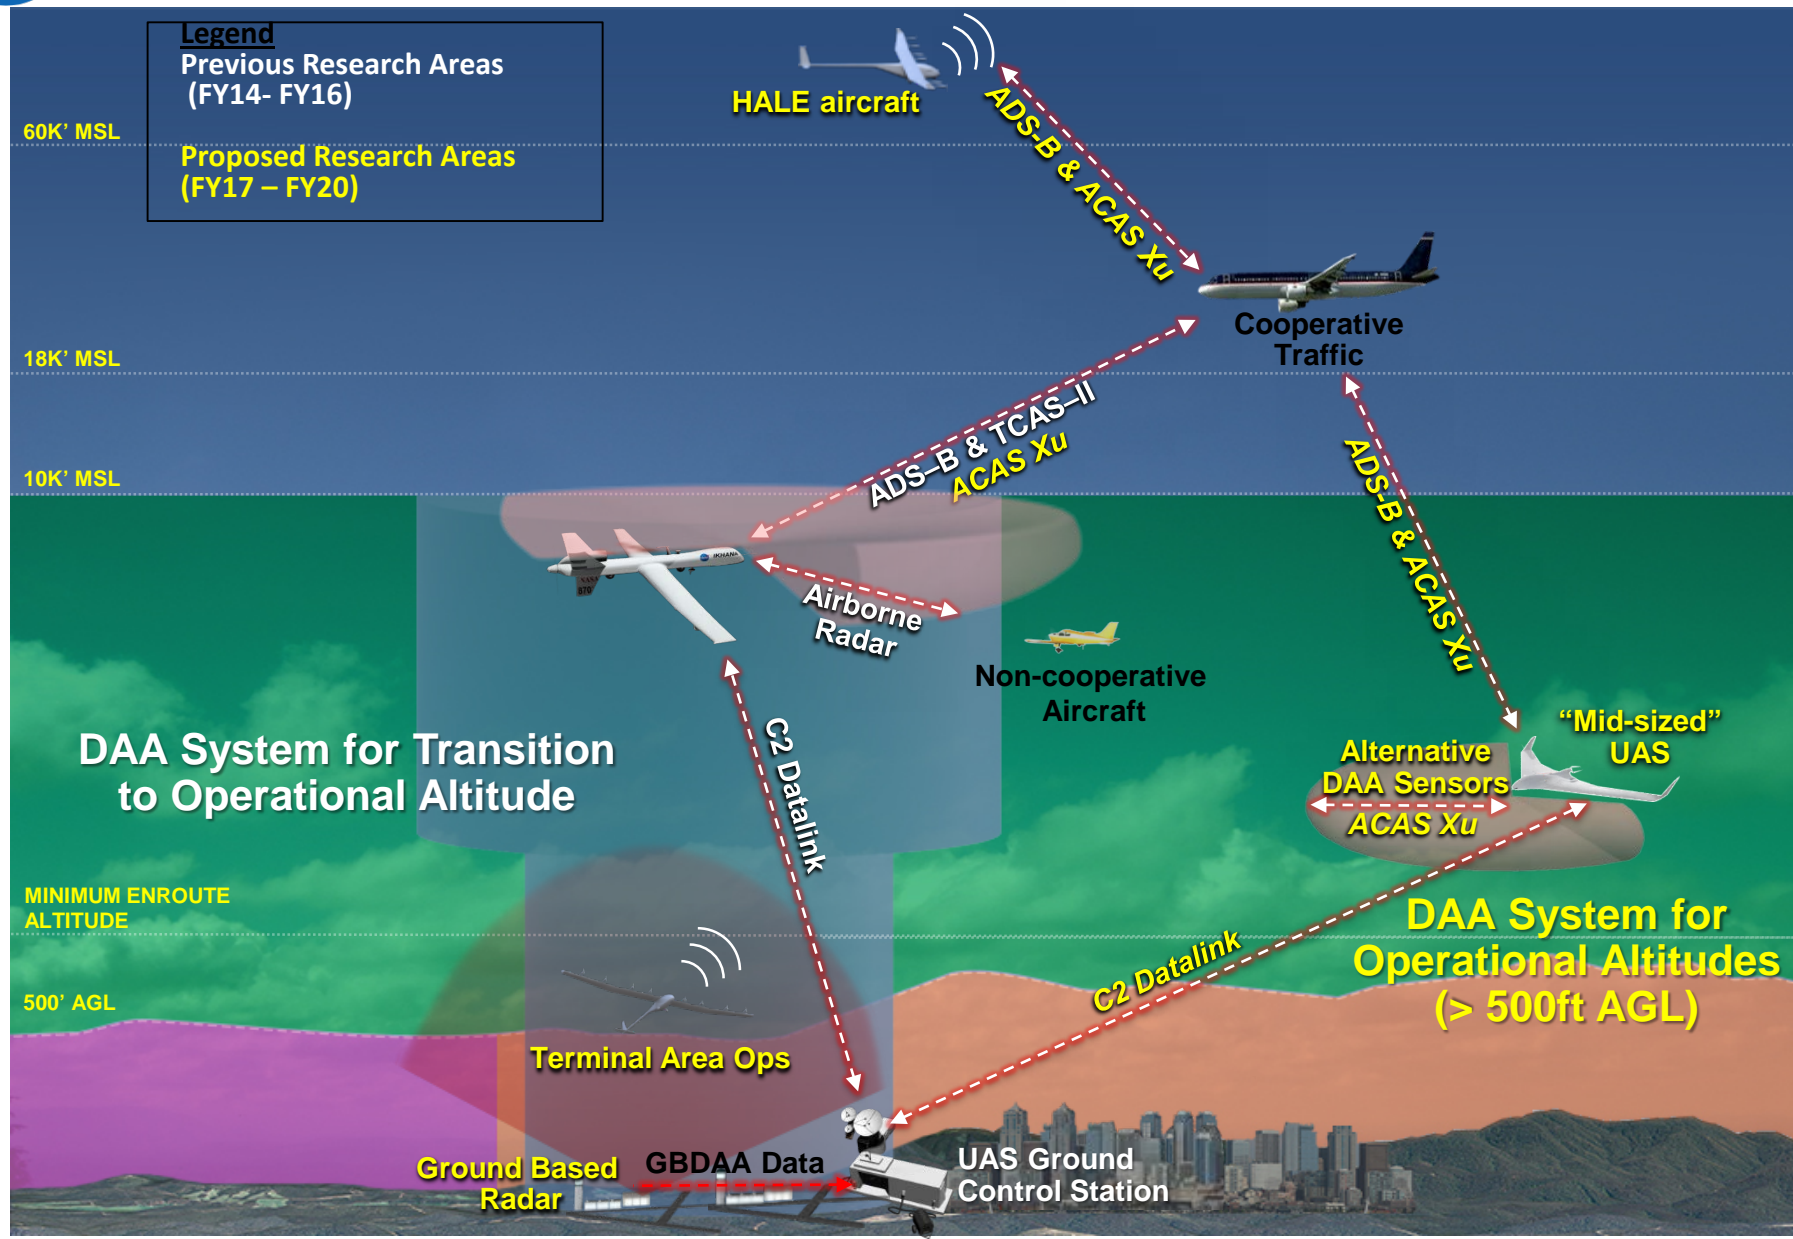 Legend
Previous Research Areas
(FY14- FY16)
Proposed Research Areas
(FY17 – FY20)
HALE aircraft
60K’ MSL
ADS-B & ACAS Xu
Cooperative
Traffic
18K’ MSL
ADS–B & TCAS–II
ACAS Xu
10K’ MSL
ADS-B & ACAS Xu
IKHANA
NASA
870
Airborne
Radar
Non-cooperative
Aircraft
“Mid-sized”
UAS
DAA System for Transition
to Operational Altitude
C2 Datalink
Alternative
DAA Sensors
ACAS Xu
MINIMUM ENROUTE
ALTITUDE
DAA System for
Operational Altitudes
(> 500ft AGL)
C2 Datalink
500’ AGL
Terminal Area Ops
Ground Based
Radar
GBDAA Data
UAS Ground
Control Station